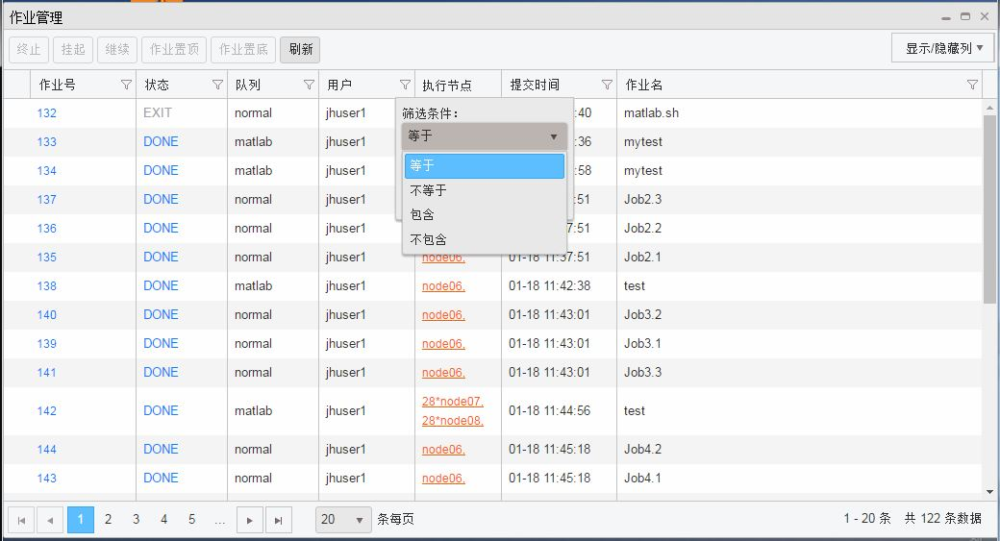 作业管理
终止 挂起 继续 作业置顶 作业置底 刷新 显示/隐藏列
作业号 状态 队列 用户 执行节点 提交时间 作业名
132 EXIT normal jhuser1 :40 matlab.sh
133 DONE matlab jhuser1 :36 mytest
134 DONE matlab jhuser1 :58 mytest
137 DONE normal jhuser1 :51 Job2.3
136 DONE normal jhuser1 7:51 Job2.2
135 DONE normal jhuser1 node06, 01-18 11:37:51 Job2.1
筛选条件:
等于
等于
不等于
包含
不包含
138 DONE matlab jhuser1 node06, 01-18 11:42:38 test
140 DONE normal jhuser1 node06, 01-18 11:43:01 Job3.2
139 DONE normal jhuser1 node06, 01-18 11:43:01 Job3.1
141 DONE normal jhuser1 node06, 01-18 11:43:01 Job3.3
142 DONE matlab jhuser1 28*node07, 01-18 11:44:56 test
28*node08,
144 DONE normal jhuser1 node06, 01-18 11:45:18 Job4.2
143 DONE normal jhuser1 node06, 01-18 11:45:18 Job4.1
1 2 3 4 5 ... 20 条每页 1 - 20 条 共 122 条数据